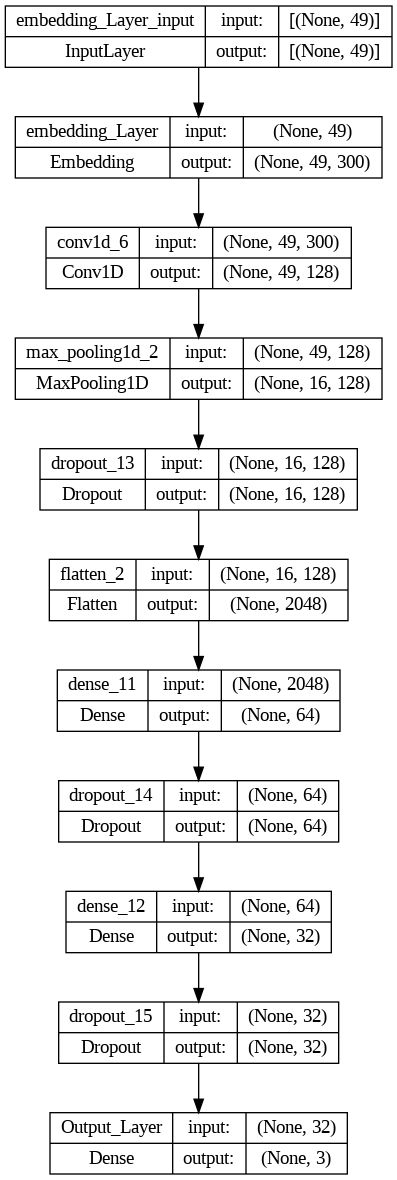 embedding_Layer_input input: [(None, 49)]
InputLayer output: [(None, 49)]
embedding_Layer input: (None, 49)
Embedding output: (None, 49, 300)
conv1d_6 input: (None, 49, 300)
Conv1D output: (None, 49, 128)
max_pooling1d_2 input: (None, 49, 128)
MaxPooling1D output: (None, 16, 128)
dropout_13 input: (None, 16, 128)
Dropout output: (None, 16, 128)
flatten_2 input: (None, 16, 128)
Flatten output: (None, 2048)
dense_11 input: (None, 2048)
Dense output: (None, 64)
dropout_14 input: (None, 64)
Dropout output: (None, 64)
dense_12 input: (None, 64)
Dense output: (None, 32)
dropout_15 input: (None, 32)
Dropout output: (None, 32)
Output_Layer input: (None, 32)
Dense output: (None, 3)